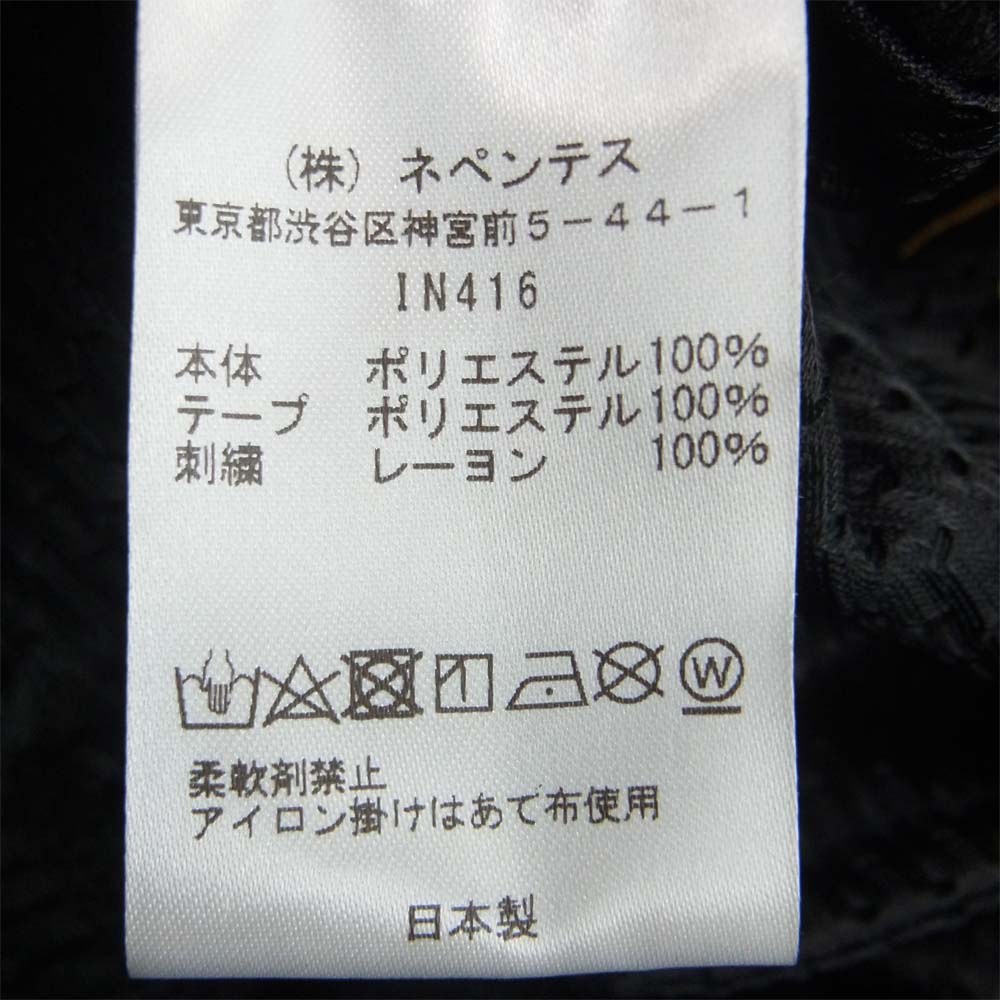 (株) ネペンテス
東京都渋谷区神宮前5-44-1
IN416
本体 ポリエステル100%
テープ ポリエステル100%
刺繍 レーヨン 100%
W
柔軟剤禁止
アイロン掛けはあて布使用
日本製